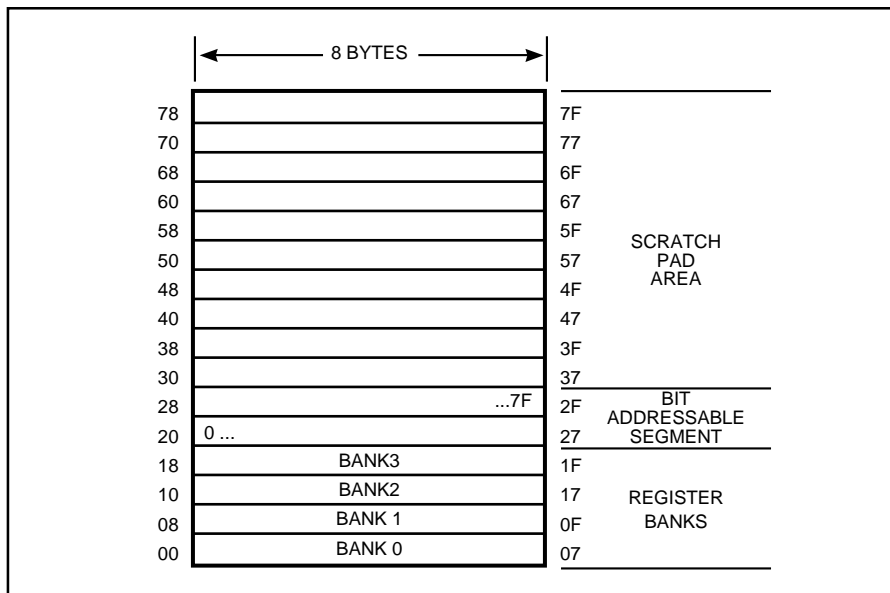 8 BYTES
78 7F
70 77
68 6F
60 67
58 5F
50 57
48 4F
40 47
38 3F
30 37
SCRATCH
PAD
AREA
28 ...7F 2F
20 0 ... 27
BIT
ADDRESSABLE
SEGMENT
18 BANK3 1F
10 BANK2 17
08 BANK 1 0F
00 BANK 0 07
REGISTER
BANKS